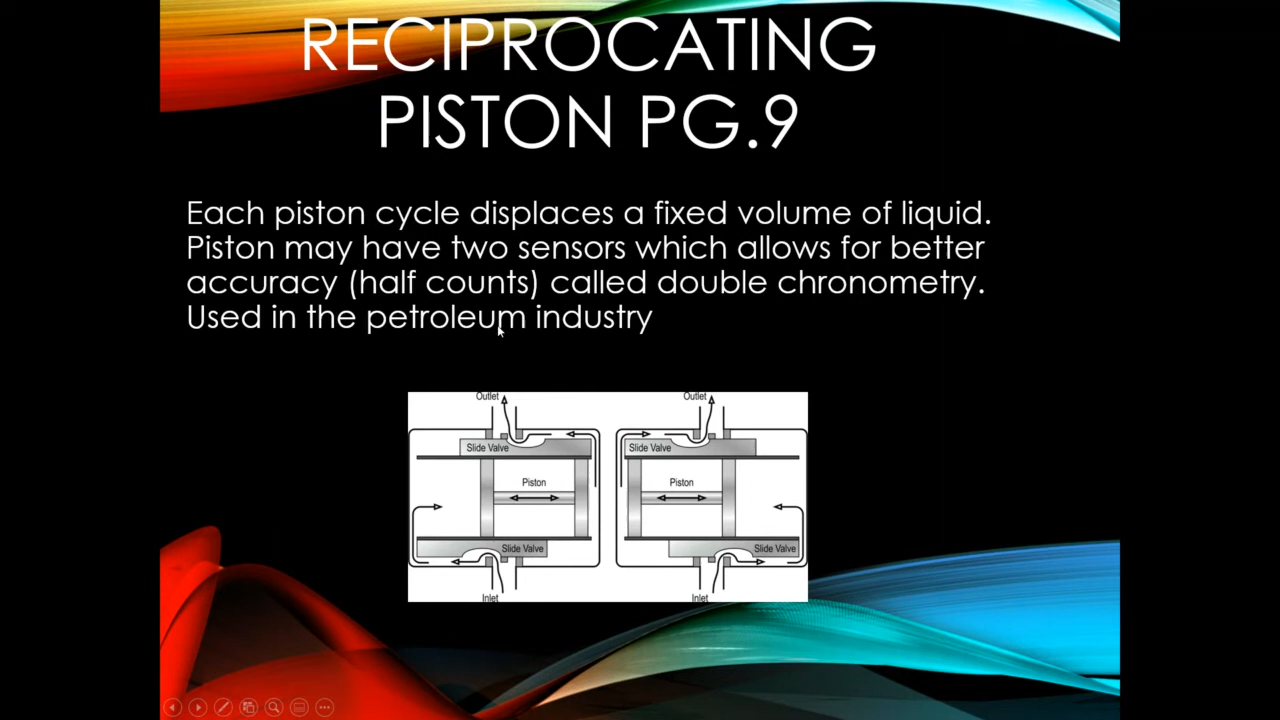 RECIPROCATING
PISTON PG.9
Each piston cycle displaces a fixed volume of liquid.
Piston may have two sensors which allows for better
accuracy (half counts) called double chronometry.
Used in the petroleum industry
Outlet
Outlet
Slide Valve
Slide Valve
Piston
Piston
Slide Valve
Slide Valve
Inlet
Inlet